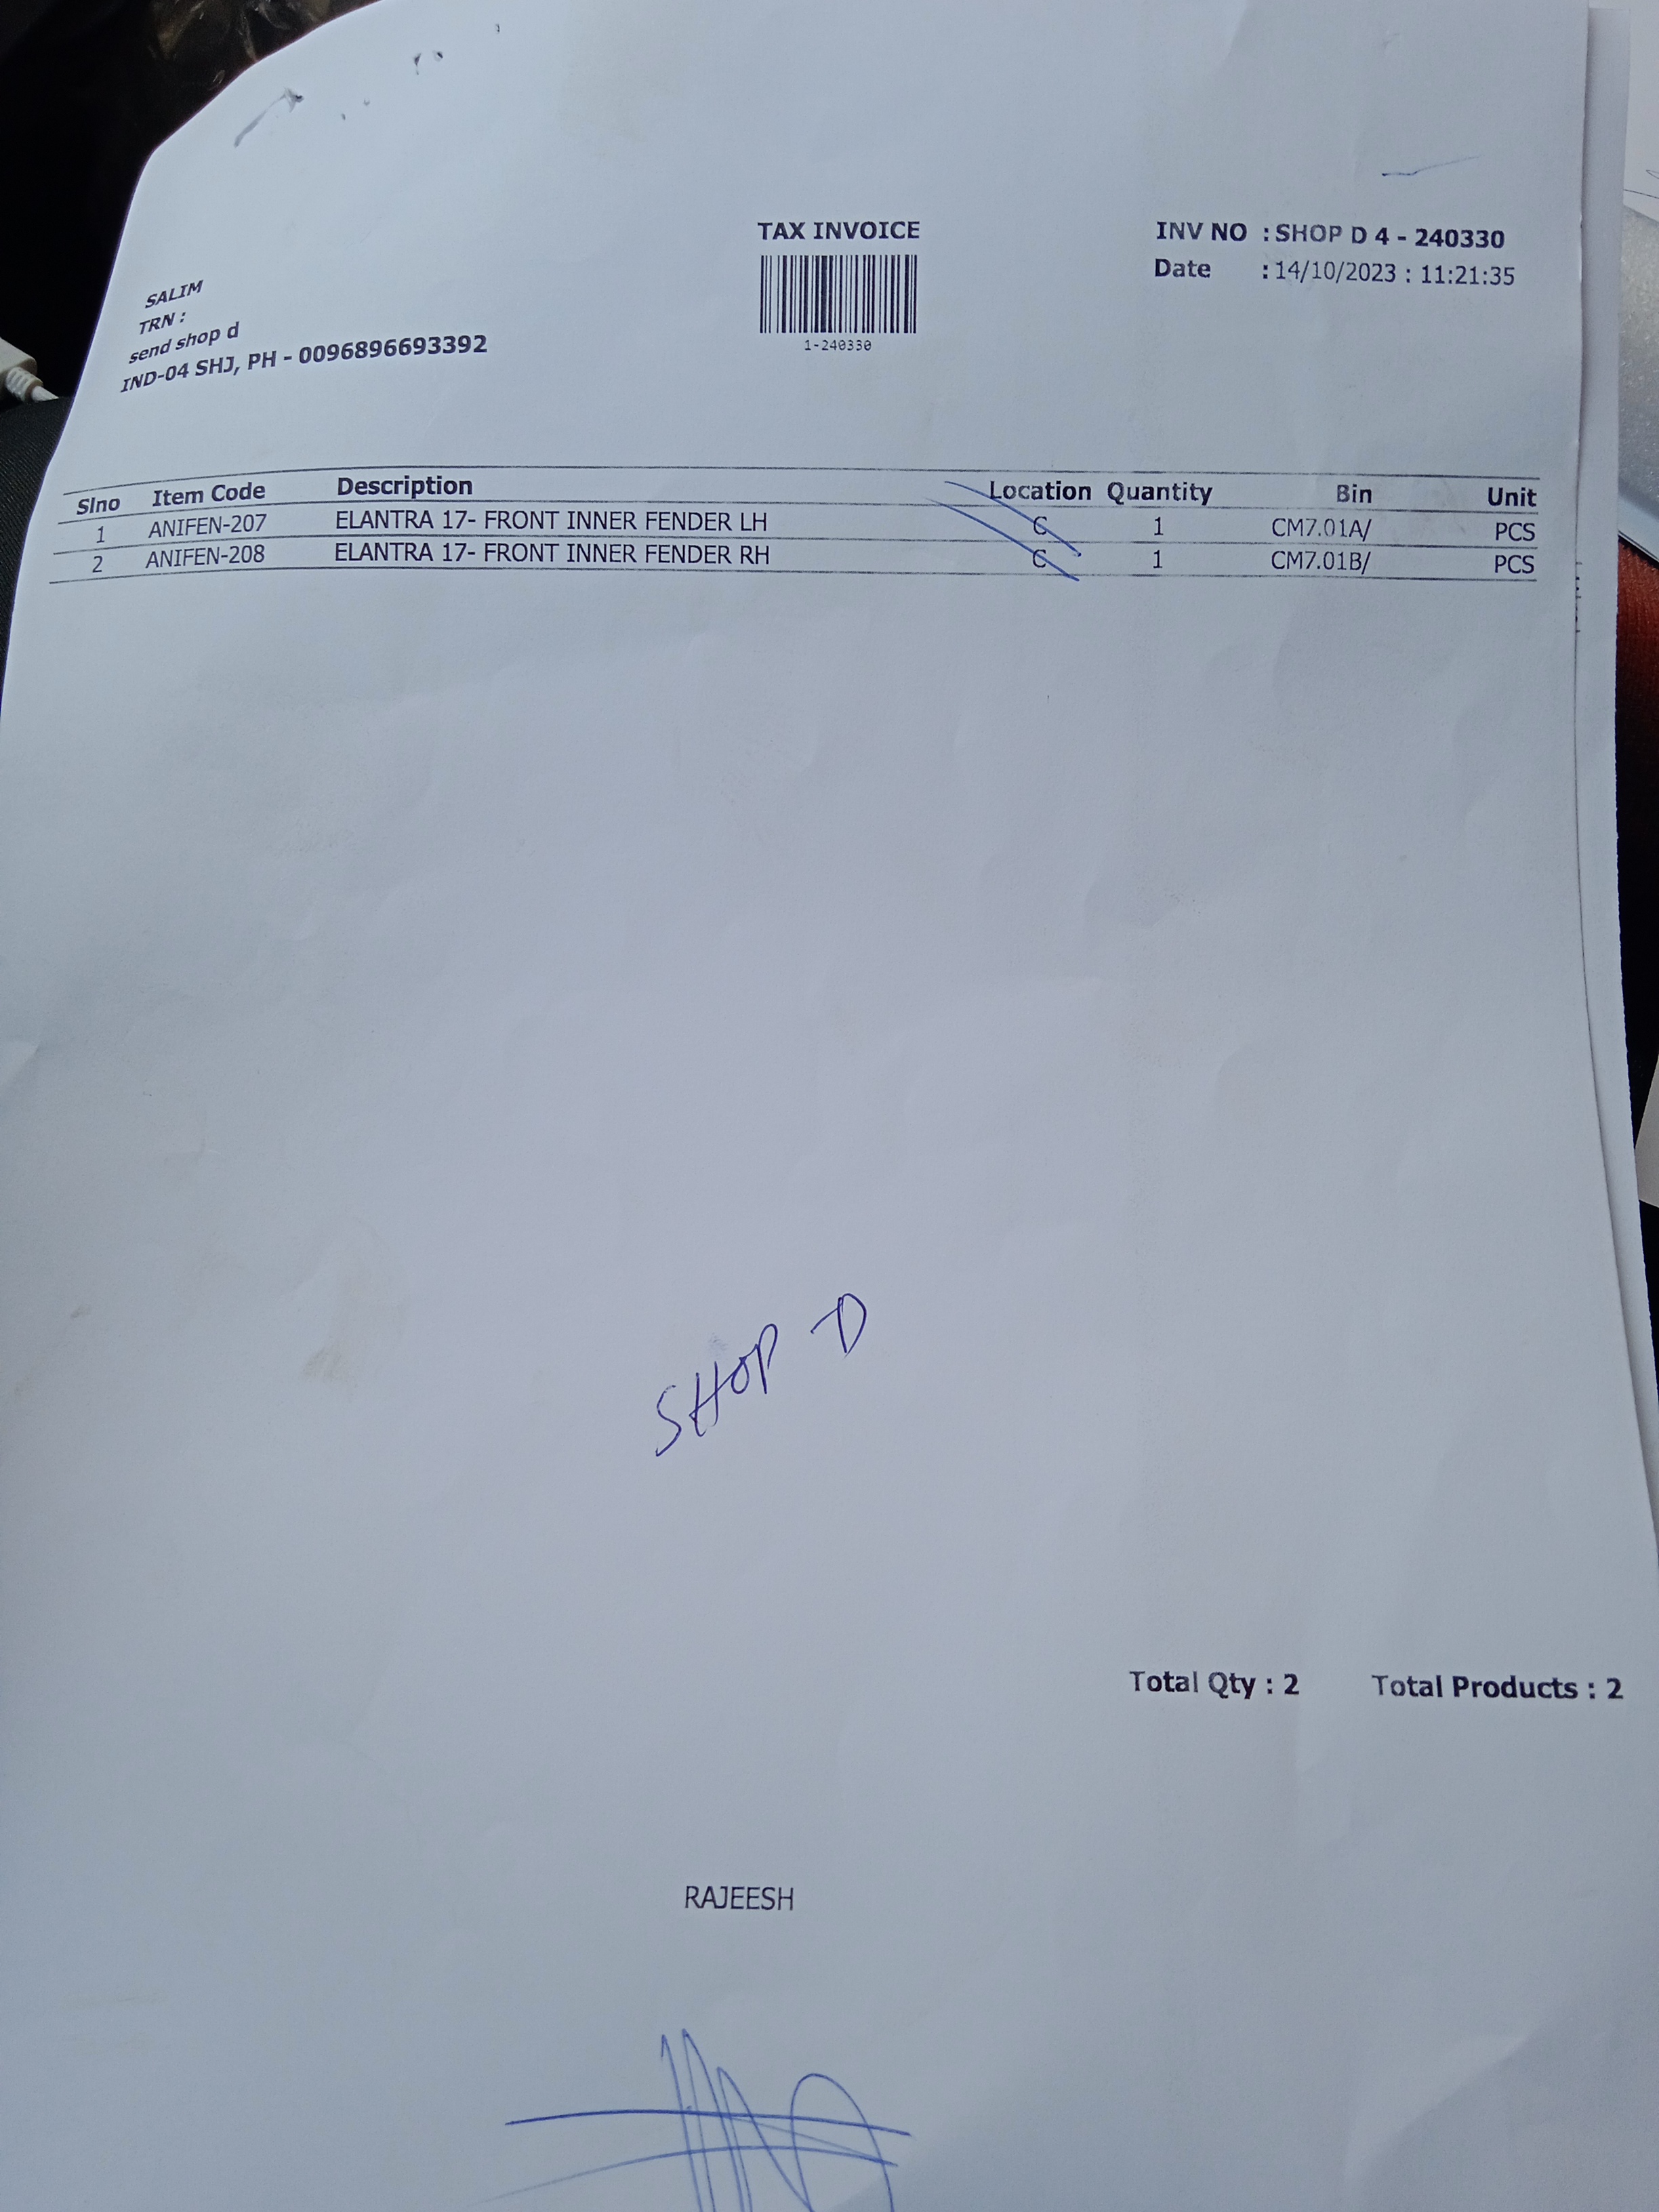 TAX INVOICE
1-240330
INV NO : SHOP D 4 - 240330
Date : 14/10/2023 : 11:21:35
SALIM
TRN :
send shop d
IND-04 SHJ, PH - 0096896693392
Slno Item Code Description Location Quantity Bin Unit
1 ANIFEN-207 ELANTRA 17- FRONT INNER FENDER LH C 1 CM7.01A/ PCS
2 ANIFEN-208 ELANTRA 17- FRONT INNER FENDER RH C 1 CM7.01B/ PCS
SHOP D
Total Qty : 2 Total Products : 2
RAJEESH